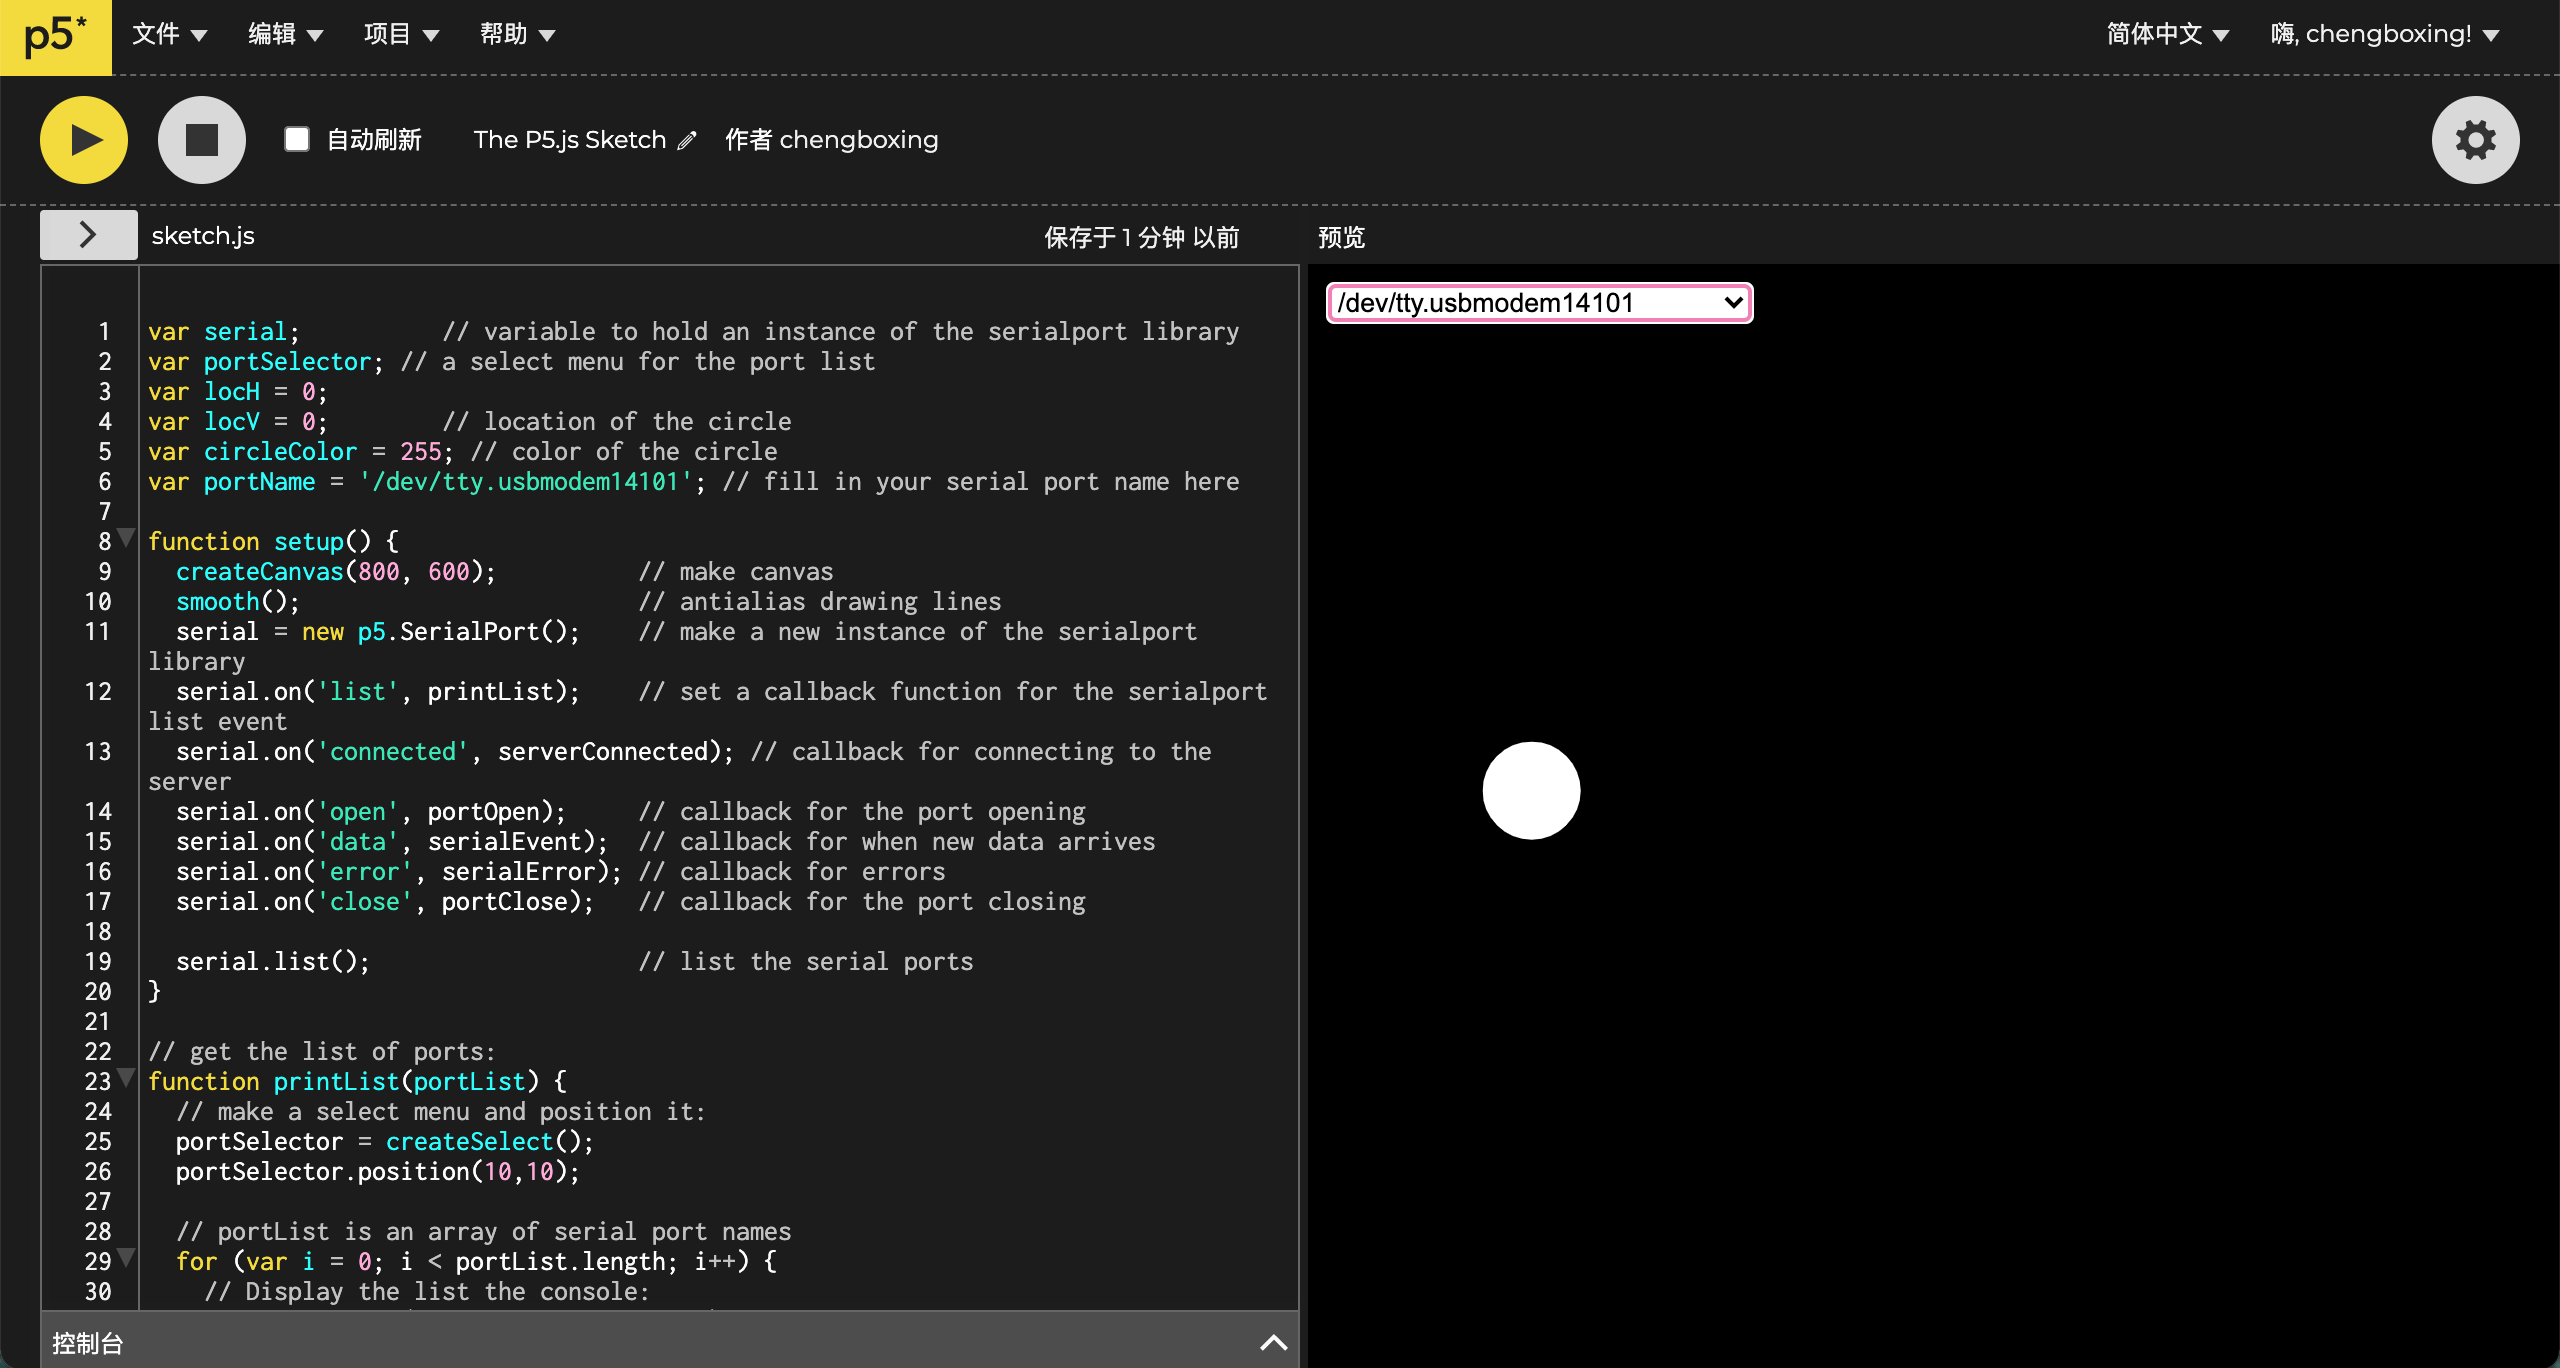 p5* 文件 编辑 项目 帮助 简体中文 嗨, chengboxing!
自动刷新 The P5.js Sketch 作者 chengboxing
sketch.js 保存于 1 分钟 以前 预览
/dev/tty.usbmodem14101
1 var serial; // variable to hold an instance of the serialport library
2 var portSelector; // a select menu for the port list
3 var locH = 0;
4 var locV = 0; // location of the circle
5 var circleColor = 255; // color of the circle
6 var portName = '/dev/tty.usbmodem14101'; // fill in your serial port name here
7
8 function setup() {
9 createCanvas(800, 600); // make canvas
10 smooth(); // antialias drawing lines
11 serial = new p5.SerialPort(); // make a new instance of the serialport
library
12 serial.on('list', printList); // set a callback function for the serialport
list event
13 serial.on('connected', serverConnected); // callback for connecting to the
server
14 serial.on('open', portOpen); // callback for the port opening
15 serial.on('data', serialEvent); // callback for when new data arrives
16 serial.on('error', serialError); // callback for errors
17 serial.on('close', portClose); // callback for the port closing
18
19 serial.list(); // list the serial ports
20 }
21
22 // get the list of ports:
23 function printList(portList) {
24 // make a select menu and position it:
25 portSelector = createSelect();
26 portSelector.position(10,10);
27
28 // portList is an array of serial port names
29 for (var i = 0; i < portList.length; i++) {
30 // Display the list the console:
控制台